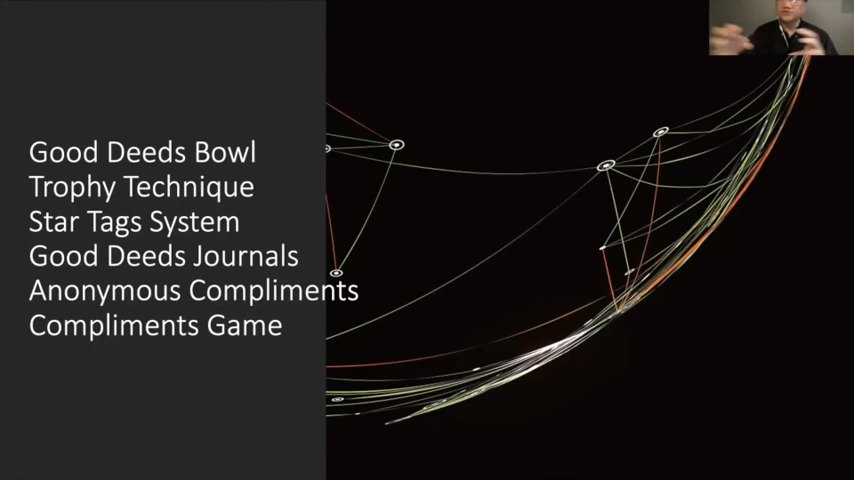 Good Deeds Bowl
Trophy Technique
Star Tags System
Good Deeds Journals
Anonymous Compliments
Compliments Game